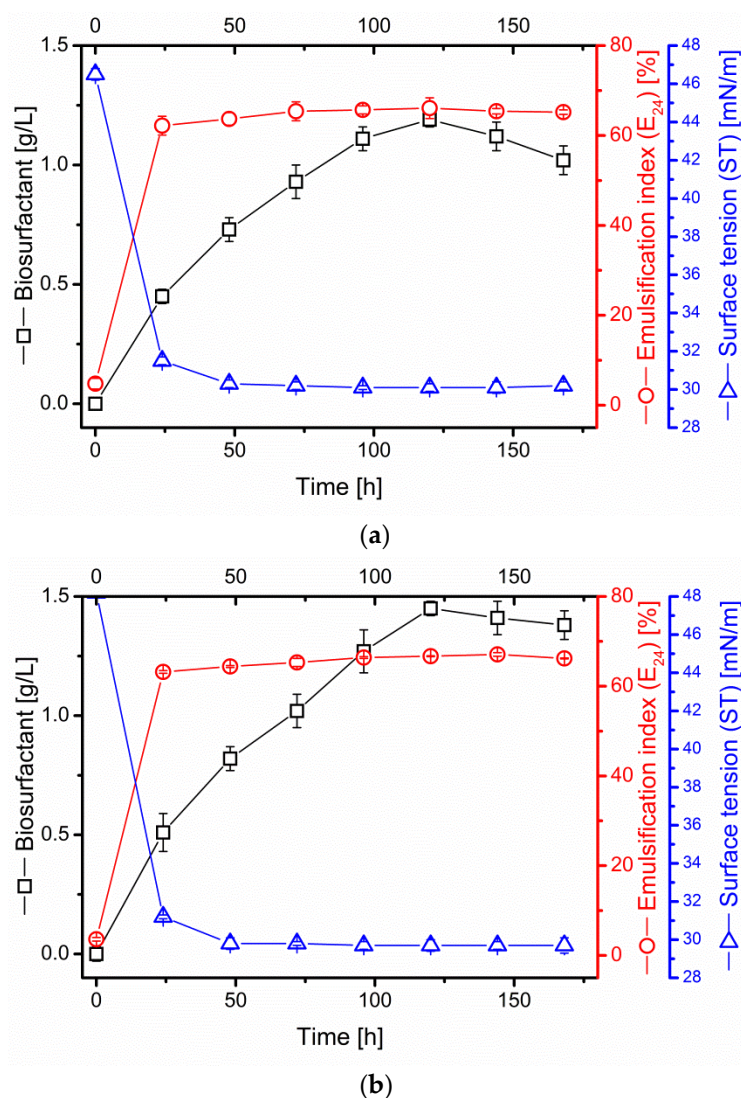 0 50 100 150
1.5
1.0
0.5
0.0
—□— Biosurfactant [g/L]
80
60
40
20
0
—O— Emulsification index (E24) [%]
48
46
44
42
40
38
36
34
32
30
28
—△— Surface tension (ST) [mN/m]
0 50 100 150
Time [h]
(a)
0 50 100 150
1.5
1.0
0.5
0.0
—□— Biosurfactant [g/L]
80
60
40
20
0
—O— Emulsification index (E24) [%]
48
46
44
42
40
38
36
34
32
30
28
—△— Surface tension (ST) [mN/m]
0 50 100 150
Time [h]
(b)